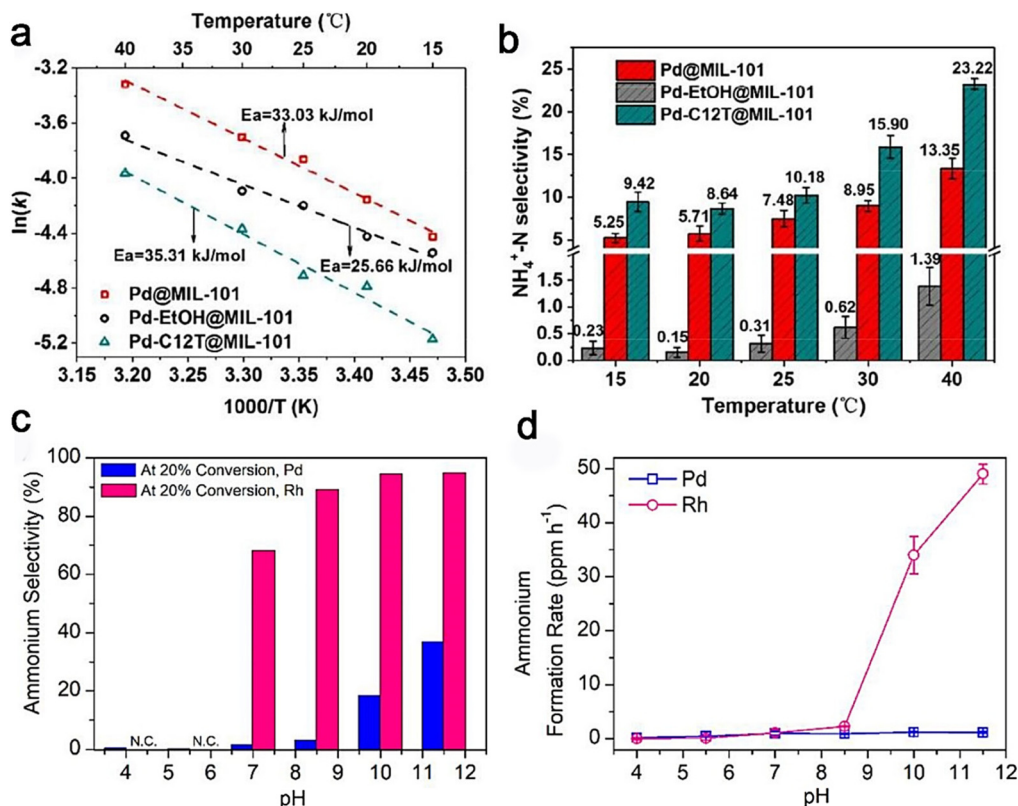 a
Temperature (℃)
40 35 30 25 20 15
-3.2
-3.6
-4.0
-4.4
-4.8
-5.2
ln(k)
Ea=33.03 kJ/mol
Ea=35.31 kJ/mol
Ea=25.66 kJ/mol
Pd@MIL-101
Pd-EtOH@MIL-101
Pd-C12T@MIL-101
3.15 3.20 3.25 3.30 3.35 3.40 3.45 3.50
1000/T (K)
b
Pd@MIL-101
Pd-EtOH@MIL-101
Pd-C12T@MIL-101
NH₄⁺-N selectivity (%)
25
20
15
10
5
1.5
1.0
0.5
0.0
0.23 5.25 9.42
0.15 5.71 8.64
0.31 7.48 10.18
0.62 8.95 15.90
1.39 13.35 23.22
15 20 25 30 40
Temperature (℃)
c
At 20% Conversion, Pd
At 20% Conversion, Rh
Ammonium Selectivity (%)
100
80
60
40
20
0
N.C. N.C.
4 5 6 7 8 9 10 11 12
pH
d
Pd
Rh
Ammonium
Formation Rate (ppm h⁻¹)
50
40
30
20
10
0
4 5 6 7 8 9 10 11 12
pH